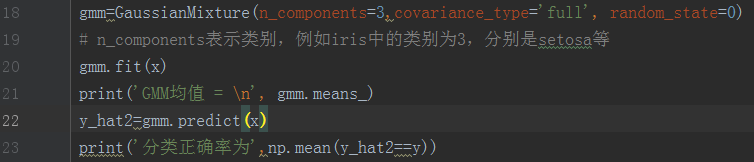 18 gmm=GaussianMixture(n_components=3,covariance_type='full', random_state=0)
19 # n_components表示类别，例如iris中的类别为3，分别是setosa等
20 gmm.fit(x)
21 print('GMM均值 = \n', gmm.means_)
22 y_hat2=gmm.predict(x)
23 print('分类正确率为',np.mean(y_hat2==y))